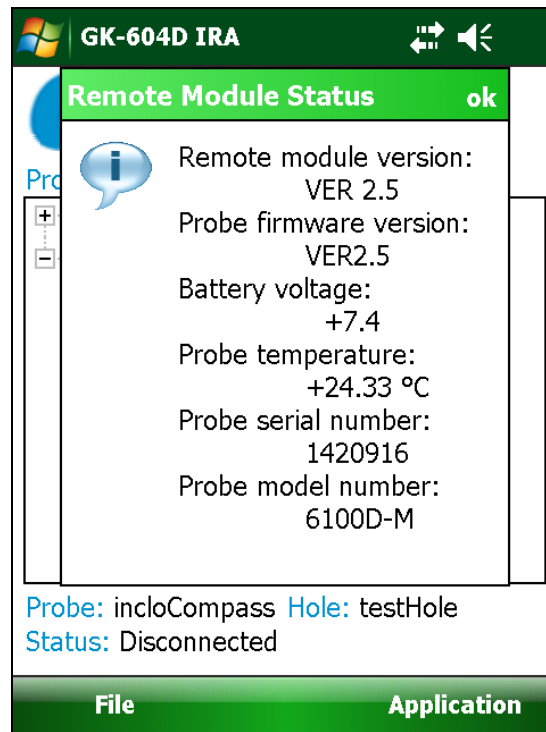 GK-604D IRA
Remote Module Status ok
Remote module version:
VER 2.5
Probe firmware version:
VER2.5
Battery voltage:
+7.4
Probe temperature:
+24.33 °C
Probe serial number:
1420916
Probe model number:
6100D-M
Pro
Probe: incloCompass Hole: testHole
Status: Disconnected
File Application